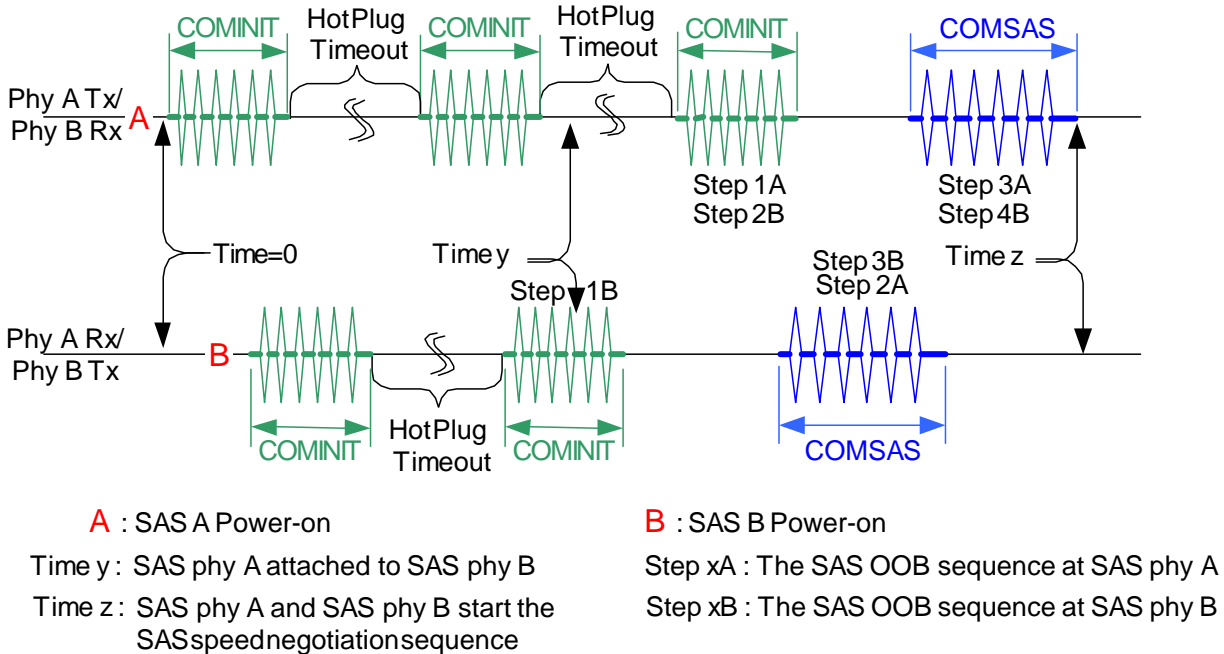 COMINIT
HotPlug
Timeout
COMINIT
HotPlug
Timeout
COMINIT
COMSAS
Phy A Tx/
Phy B Rx
A
Step 1A
Step 2B
Step 3A
Step 4B
Time=0
Time y
Time z
Step 1B
Step 3B
Step 2A
Phy A Rx/
Phy B Tx
B
COMINIT
HotPlug
Timeout
COMINIT
COMSAS
A : SAS A Power-on
B : SAS B Power-on
Time y : SAS phy A attached to SAS phy B
Step xA : The SAS OOB sequence at SAS phy A
Time z : SAS phy A and SAS phy B start the
SAS speed negotiation sequence
Step xB : The SAS OOB sequence at SAS phy B